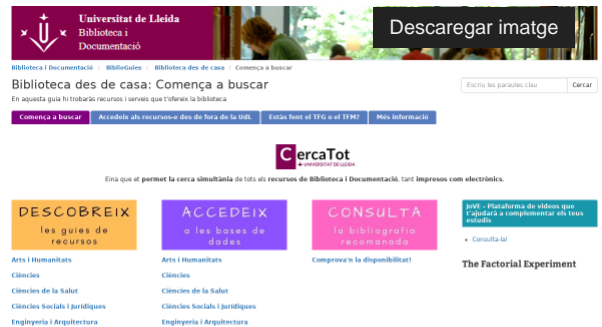 Universitat de Lleida
Biblioteca i
Documentació
Descaregar imatge
Biblioteca i Documentació / BiblioGuies / Biblioteca des de casa / Comença a buscar
Biblioteca des de casa: Comença a buscar
Escriu les paraules clau Cercar
En aquesta guia hi trobaràs recursos i serveis que t'ofereix la biblioteca
Comença a buscar Accedeix als recursos-e des de fora de la UdL Estàs fent el TFG o el TFM? Més informació
CercaTot
UNIVERSITAT DE LLEIDA
Eina que et permet la cerca simultània de tots els recursos de Biblioteca i Documentació, tant impresos com electrònics.
DESCOBREIX
les guies de
recursos
Arts i Humanitats
Ciències
Ciències de la Salut
Ciències Socials i Jurídiques
Enginyeria i Arquitectura
ACCEDEIX
a les bases de
dades
Arts i Humanitats
Ciències
Ciències de la Salut
Ciències Socials i Jurídiques
Enginyeria i Arquitectura
CONSULTA
la bibliografia
recomanada
Comprova'n la disponibilitat!
JoVE - Plataforma de vídeos que
t'ajudarà a complementar els teus
estudis
Consulta-la!
The Factorial Experiment